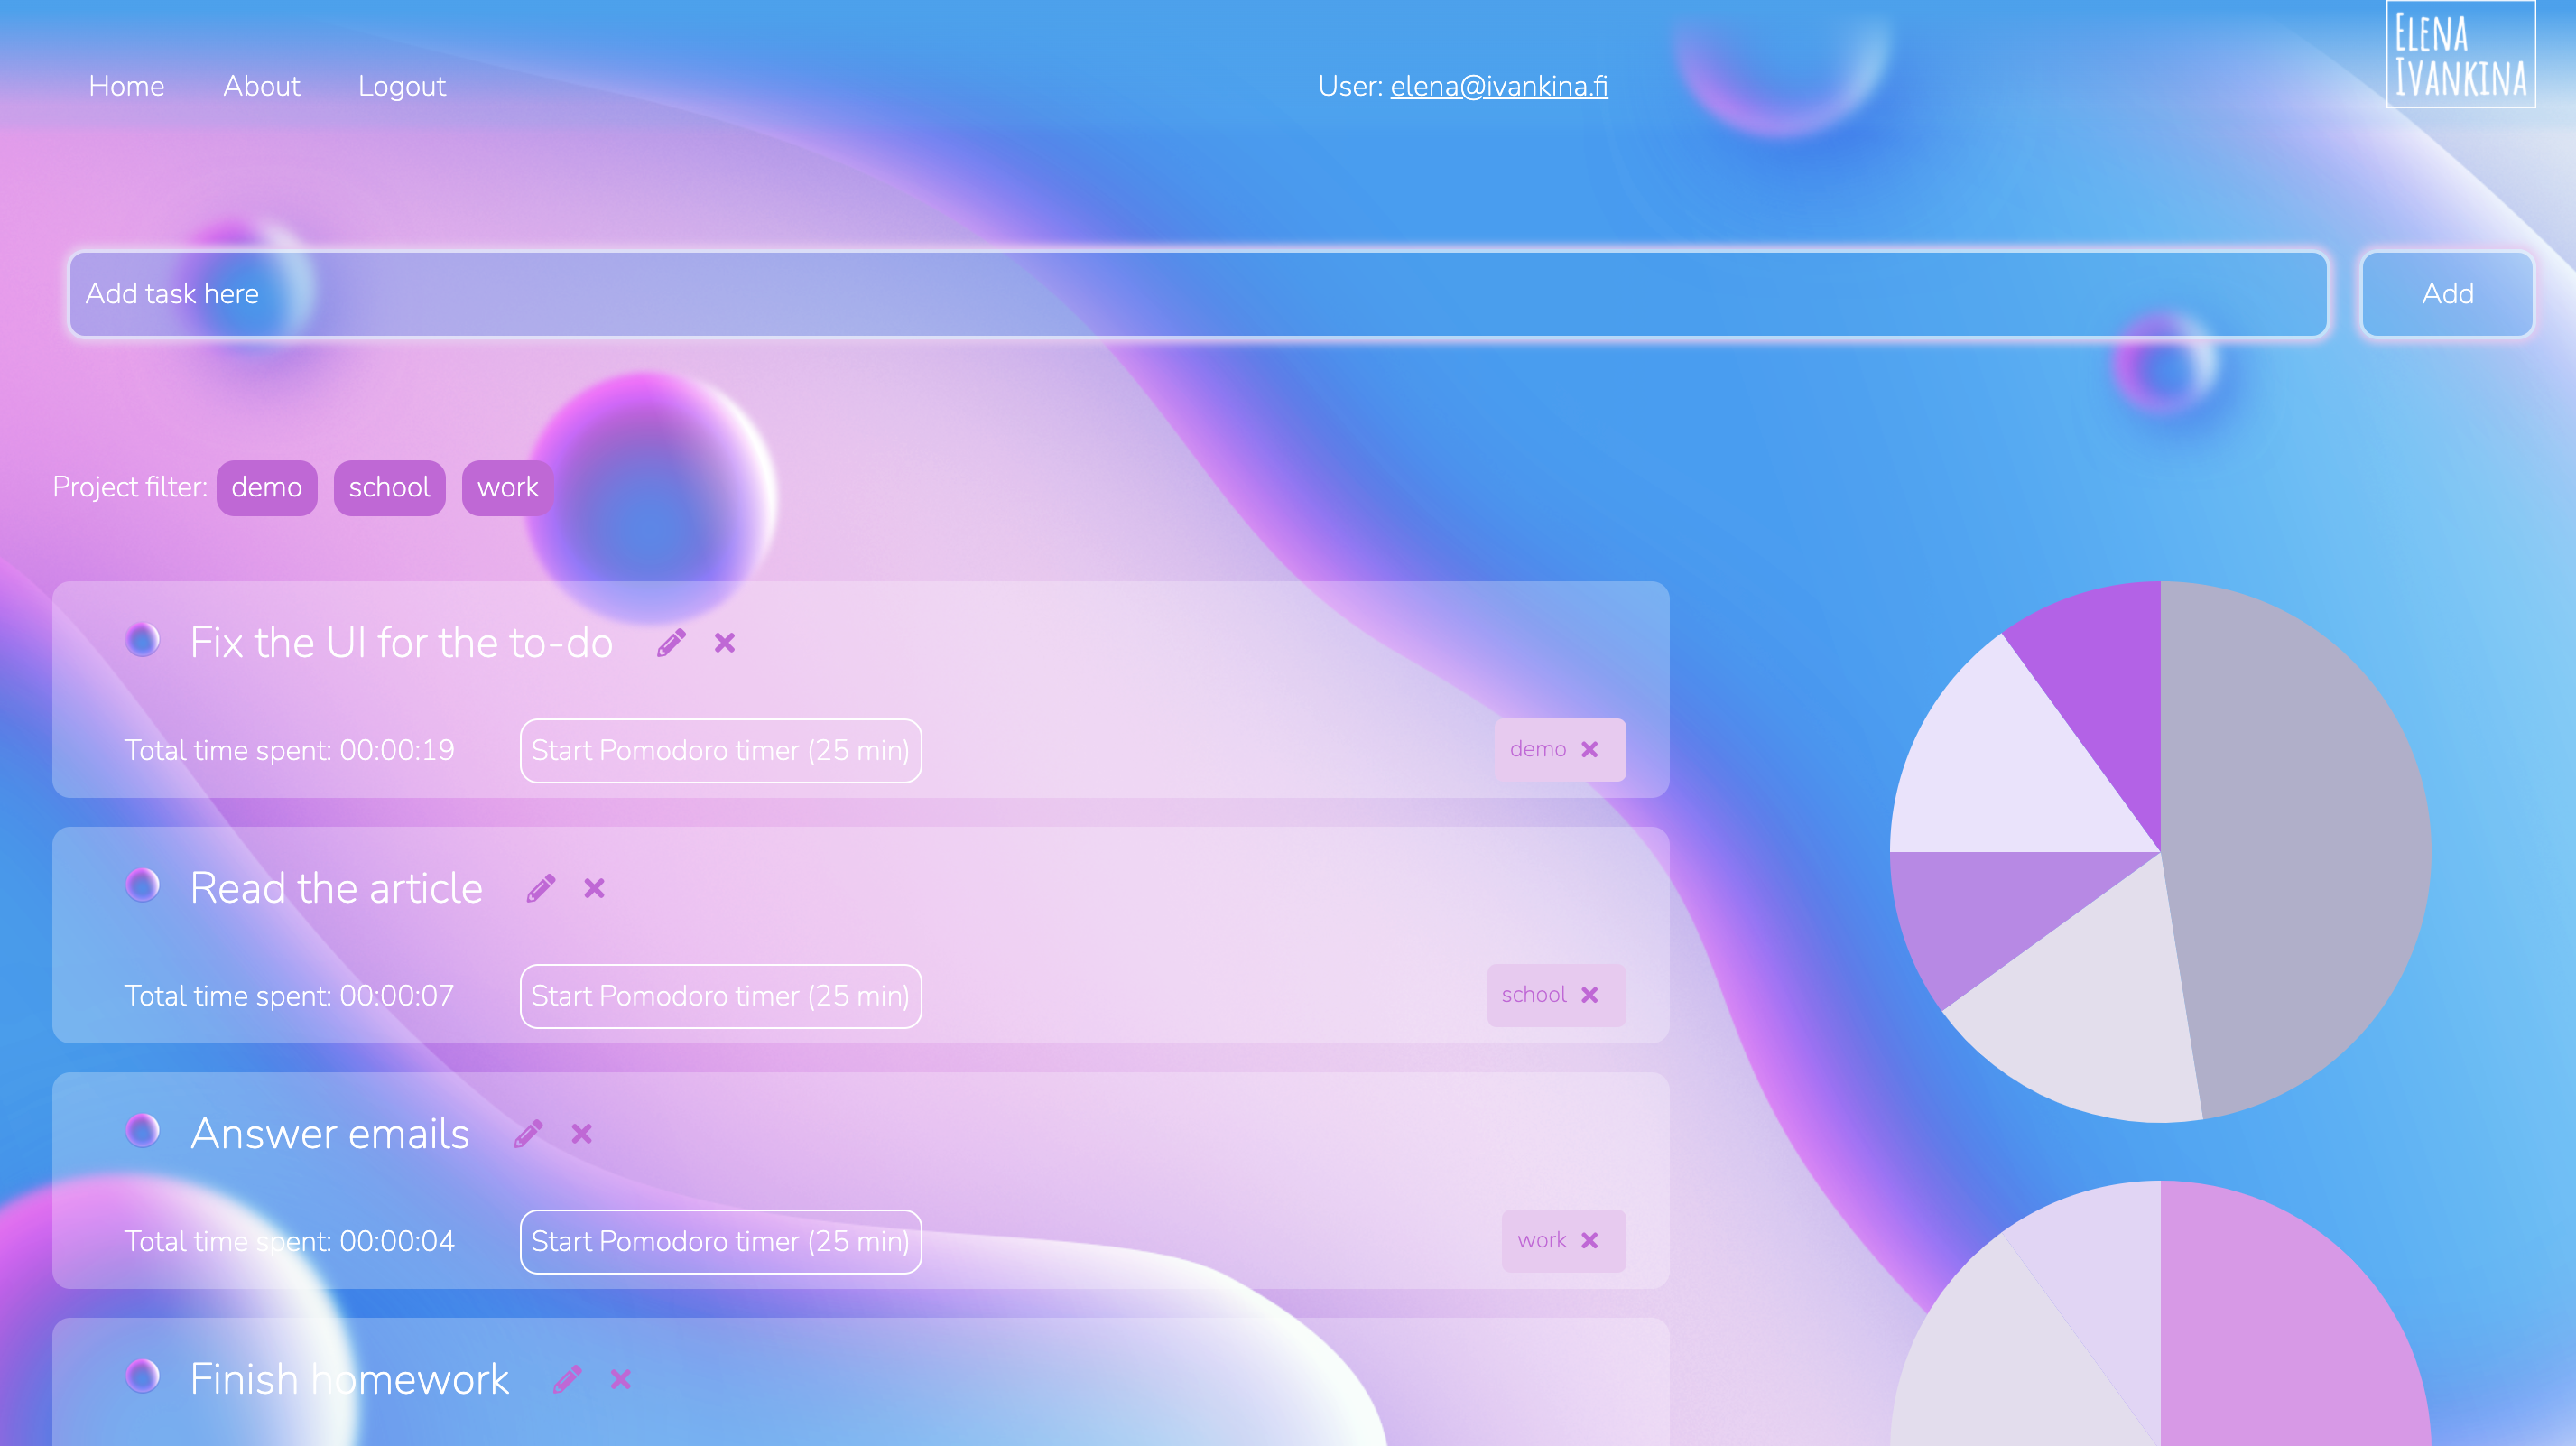 Home About Logout User: elena@ivankina.fi
ELENA
IVANKINA
Add task here Add
Project filter: demo school work
Fix the UI for the to-do
Total time spent: 00:00:19 Start Pomodoro timer (25 min) demo
Read the article
Total time spent: 00:00:07 Start Pomodoro timer (25 min) school
Answer emails
Total time spent: 00:00:04 Start Pomodoro timer (25 min) work
Finish homework